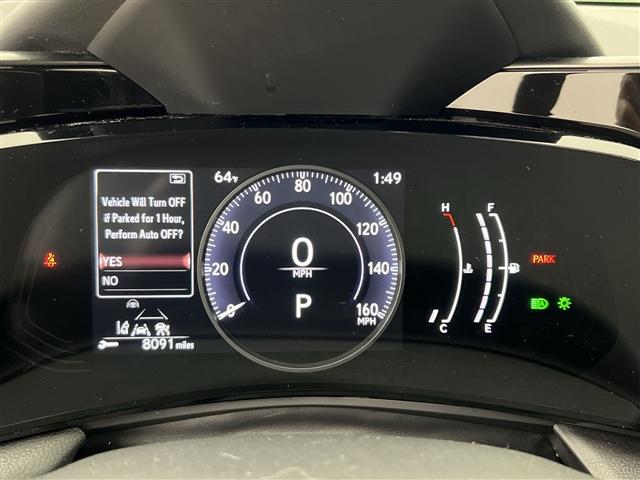 64°F
1:49
Vehicle Will Turn OFF
if Parked for 1 Hour,
Perform Auto OFF?
YES
NO
0
20
40
60
80
100
120
140
160
MPH
0
MPH
P
H
C
F
E
PARK
A
8091 miles